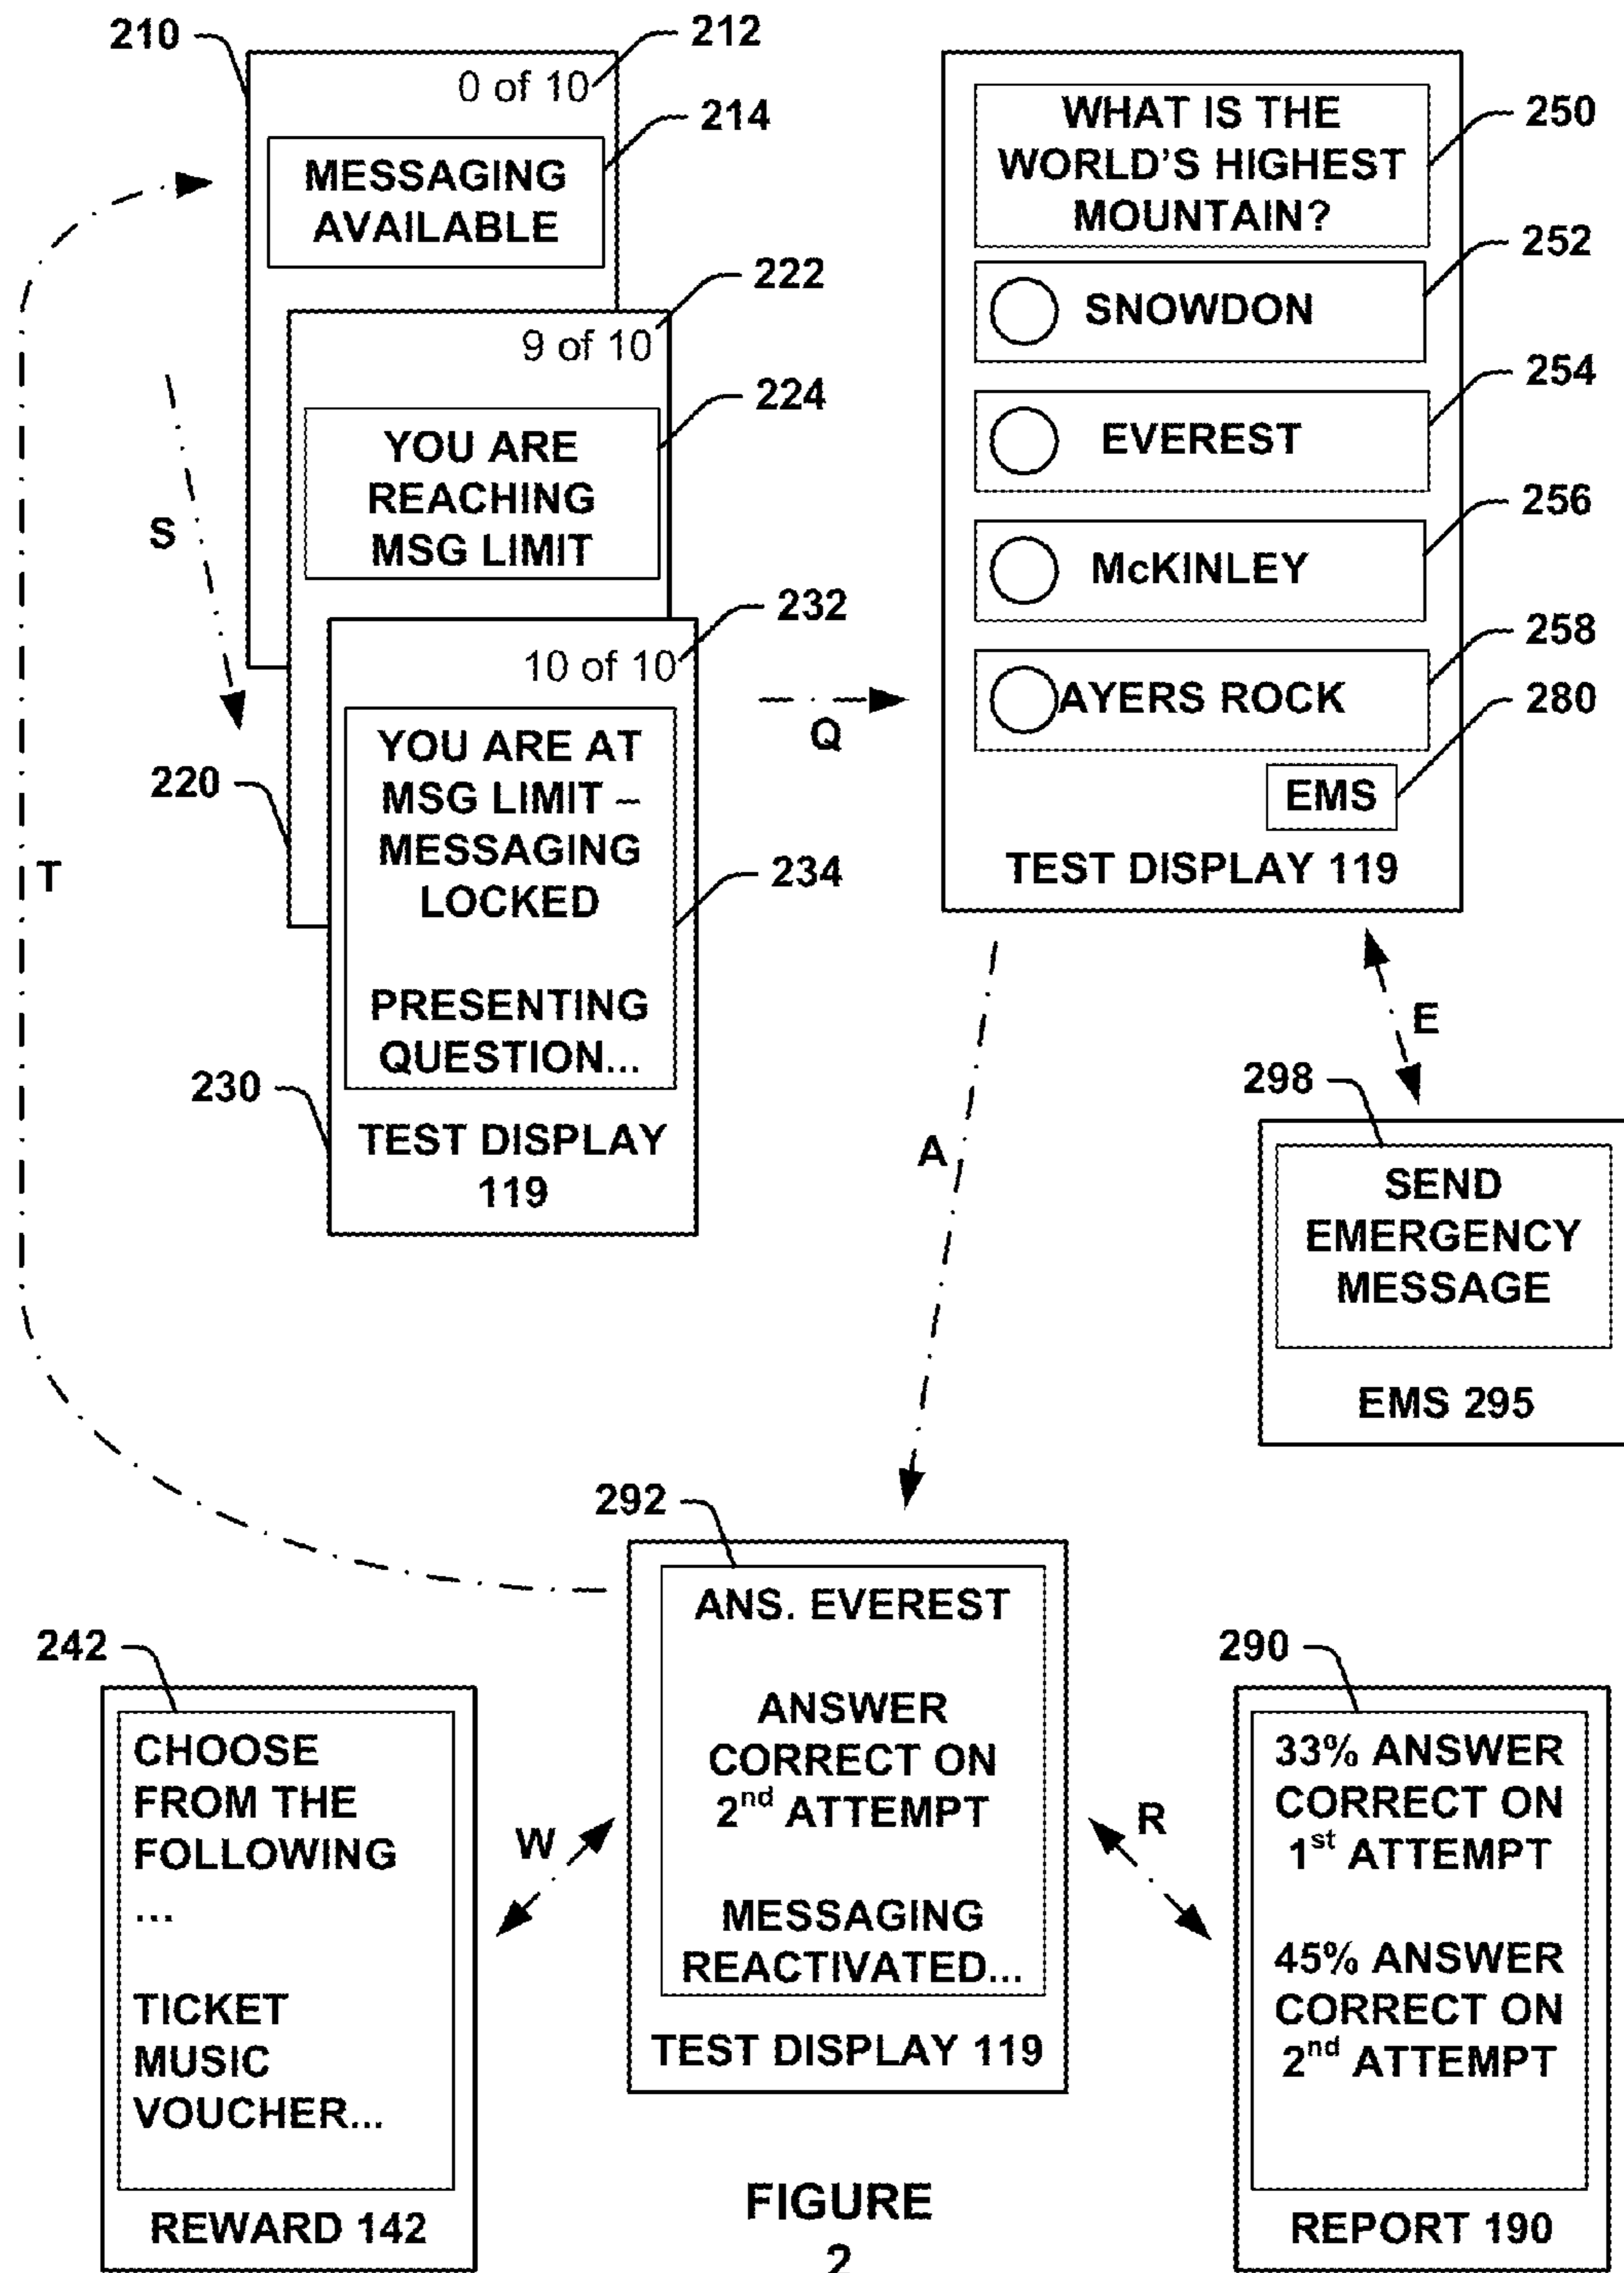 210
212
0 of 10
214
MESSAGING
AVAILABLE
222
9 of 10
224
YOU ARE
REACHING
MSG LIMIT
S
232
10 of 10
220
YOU ARE AT
MSG LIMIT –
MESSAGING
LOCKED
234
PRESENTING
QUESTION...
230
TEST DISPLAY
119
T
Q
WHAT IS THE
WORLD'S HIGHEST
MOUNTAIN?
250
252
SNOWDON
254
EVEREST
256
McKINLEY
258
AYERS ROCK
280
EMS
TEST DISPLAY 119
E
298
SEND
EMERGENCY
MESSAGE
EMS 295
A
292
ANS. EVEREST
ANSWER
CORRECT ON
2nd ATTEMPT
MESSAGING
REACTIVATED...
TEST DISPLAY 119
242
CHOOSE
FROM THE
FOLLOWING
...
TICKET
MUSIC
VOUCHER...
REWARD 142
W
R
290
33% ANSWER
CORRECT ON
1st ATTEMPT
45% ANSWER
CORRECT ON
2nd ATTEMPT
REPORT 190
FIGURE
2